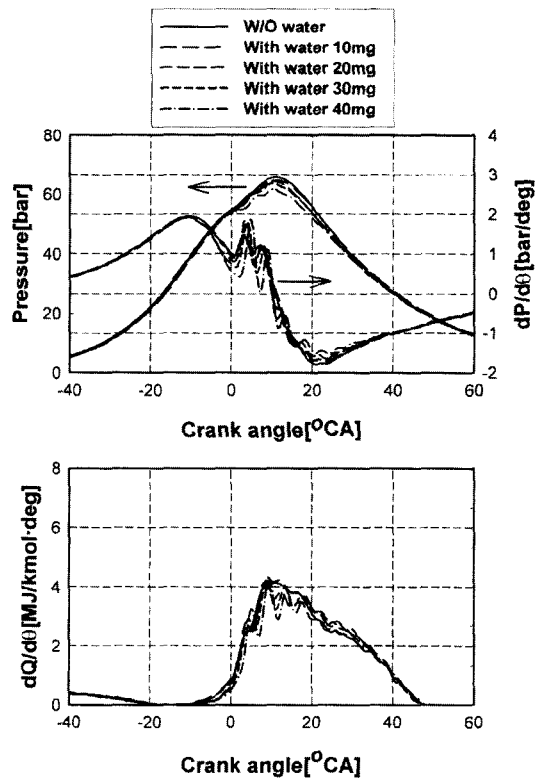 W/O water
With water 10mg
With water 20mg
With water 30mg
With water 40mg
80
60
40
20
0
Pressure[bar]
4
3
2
1
0
-1
-2
dP/dθ[bar/deg]
-40 -20 0 20 40 60
Crank angle[ºCA]
8
6
4
2
0
dQ/dθ[MJ/kmol·deg]
-40 -20 0 20 40 60
Crank angle[ºCA]